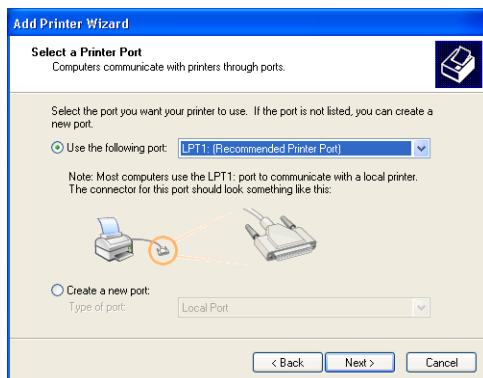 Add Printer Wizard
Select a Printer Port
Computers communicate with printers through ports.
Select the port you want your printer to use. If the port is not listed, you can create a
new port.
Use the following port: LPT1: (Recommended Printer Port)
Note: Most computers use the LPT1: port to communicate with a local printer.
The connector for this port should look something like this:
Create a new port:
Type of port: Local Port
< Back Next > Cancel